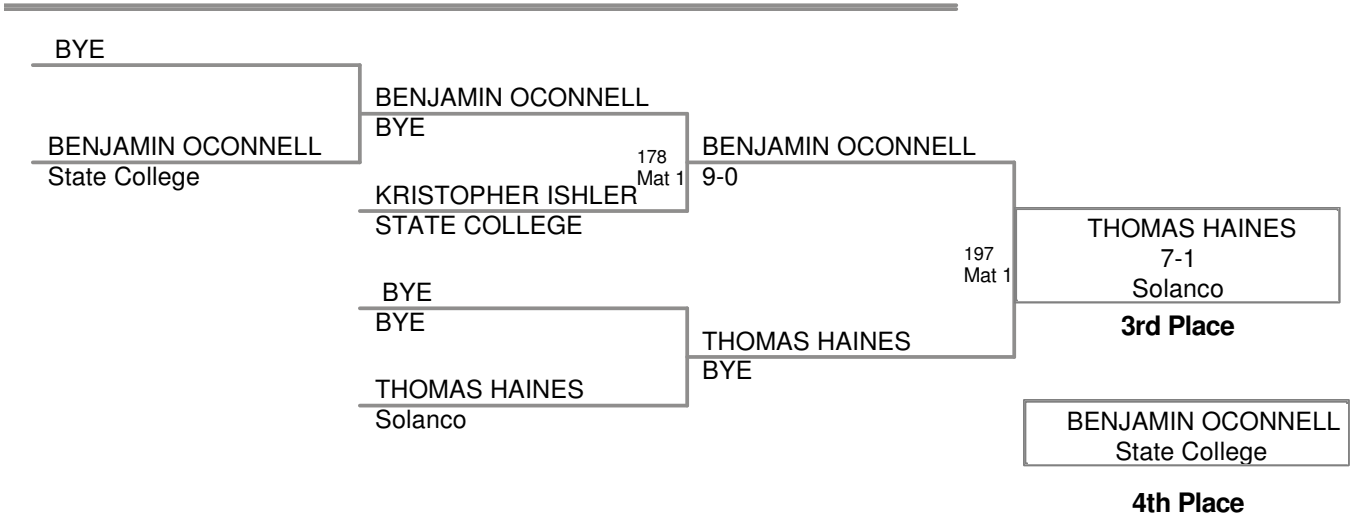 BYE
BENJAMIN OCONNELL
State College
BENJAMIN OCONNELL
BYE
KRISTOPHER ISHLER
STATE COLLEGE
178
Mat 1
BYE
BYE
THOMAS HAINES
Solanco
BENJAMIN OCONNELL
9-0
THOMAS HAINES
BYE
197
Mat 1
THOMAS HAINES
7-1
Solanco
3rd Place
BENJAMIN OCONNELL
State College
4th Place